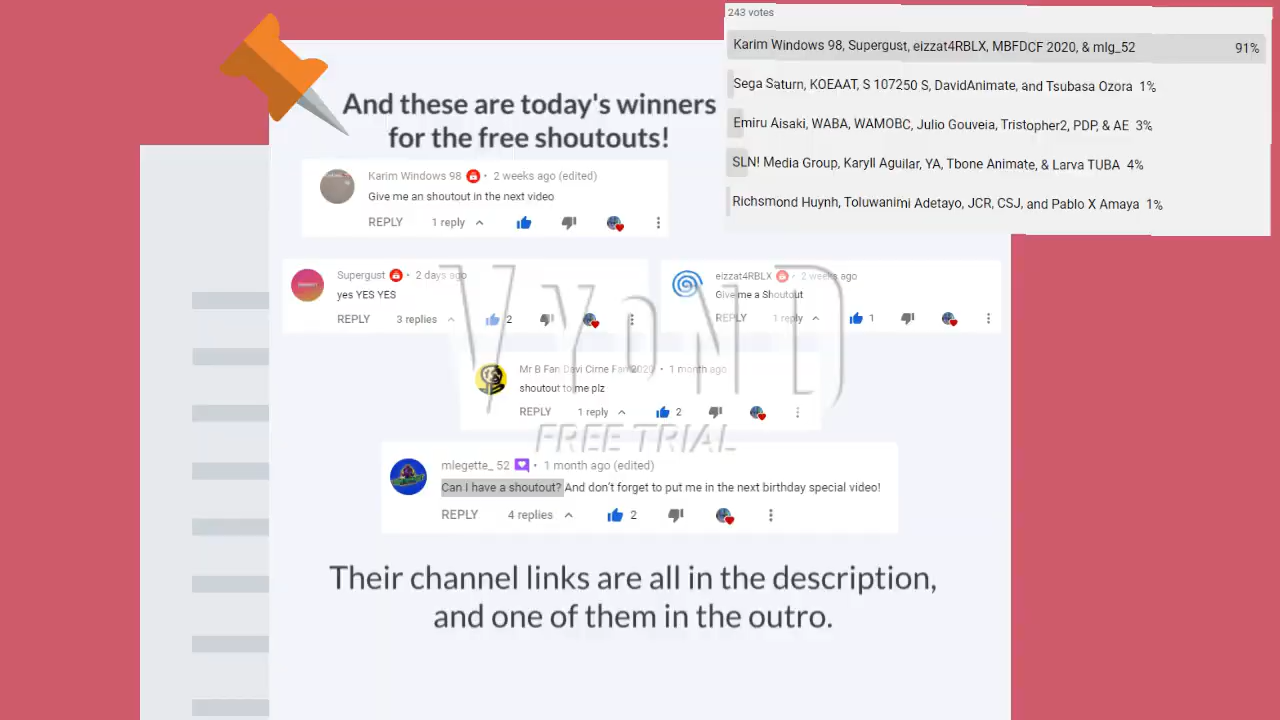 243 votes
Karim Windows 98, Supergust, eizzat4RBLX, MBFDCF 2020, & mlg_52 91%
Sega Saturn, KOEAAT, S 107250 S, DavidAnimate, and Tsubasa Ozora 1%
Emiru Aisaki, WABA, WAMOBC, Julio Gouveia, Tristopher2, PDP, & AE 3%
SLN! Media Group, Karyll Aguilar, YA, Tbone Animate, & Larva TUBA 4%
Richsmond Huynh, Toluwanimi Adetayo, JCR, CSJ, and Pablo X Amaya 1%
And these are today's winners
for the free shoutouts!
Karim Windows 98 • 2 weeks ago (edited)
Give me an shoutout in the next video
REPLY 1 reply
Supergust • 2 days ago
yes YES YES
REPLY 3 replies 2
eizzat4RBLX • 2 weeks ago
Give me a Shoutout
REPLY 1 reply 1
Mr B Fan Davi Cirne Fan 2020 • 1 month ago
shoutout to me plz
REPLY 1 reply 2
mlegette_ 52 • 1 month ago (edited)
Can I have a shoutout? And don't forget to put me in the next birthday special video!
REPLY 4 replies 2
VYOND
FREE TRIAL
Their channel links are all in the description,
and one of them in the outro.